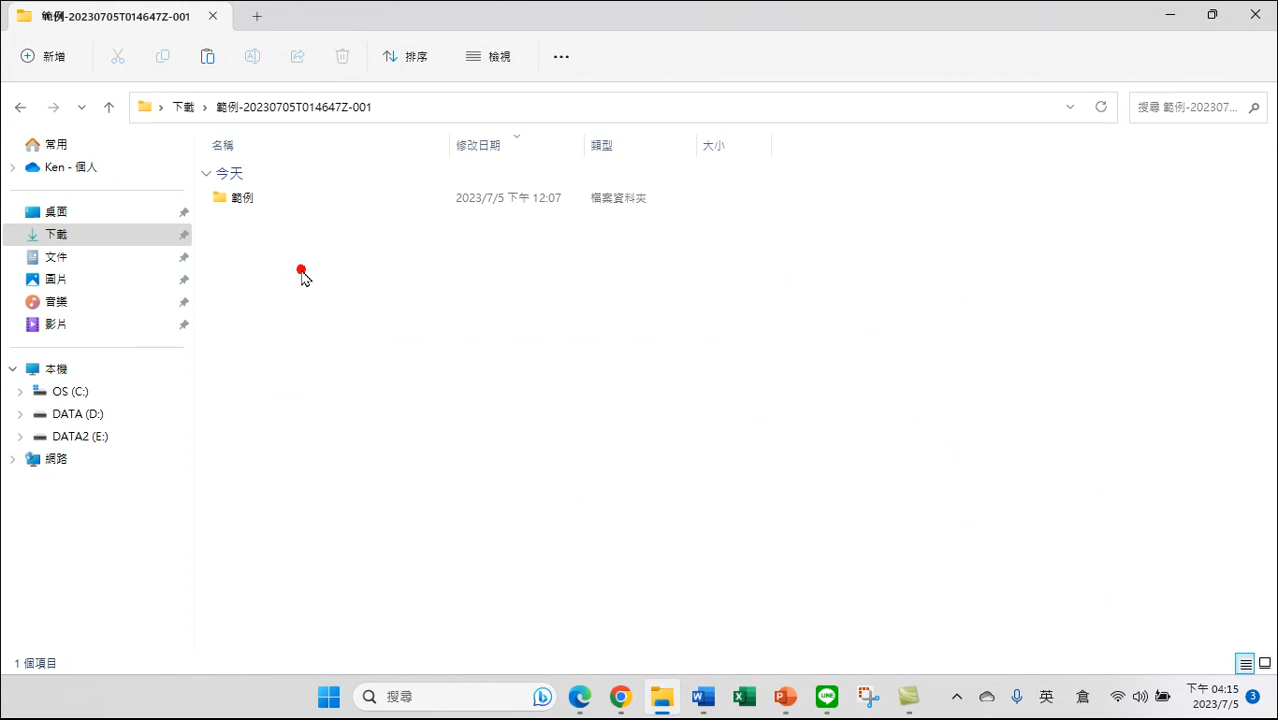 範例-20230705T014647Z-001
新增
排序
檢視
下載 範例-20230705T014647Z-001
搜尋 範例-202307...
常用
Ken - 個人
桌面
下載
文件
圖片
音樂
影片
本機
OS (C:)
DATA (D:)
DATA2 (E:)
網路
名稱 修改日期 類型 大小
今天
範例 2023/7/5 下午 12:07 檔案資料夾
1 個項目
搜尋
英
倉
下午 04:15
2023/7/5
3